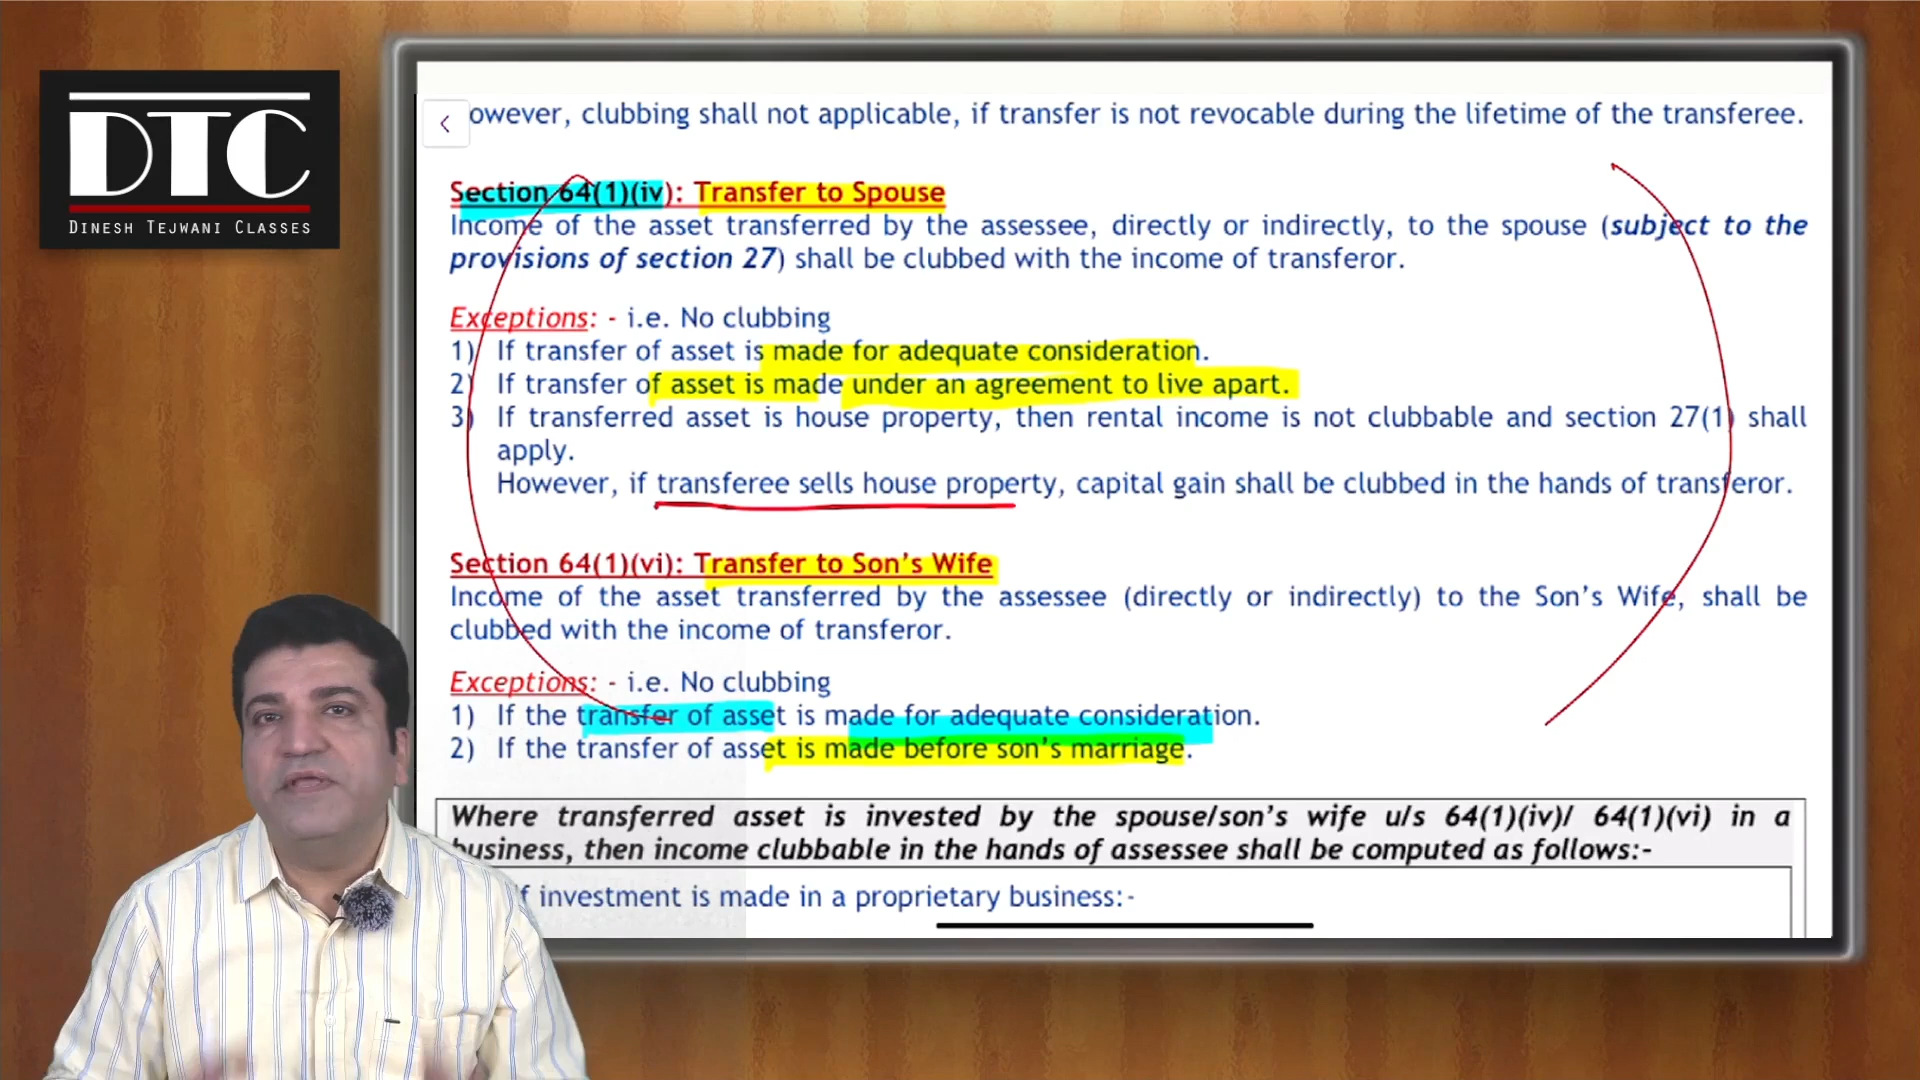 DTC
DINESH TEJWANI CLASSES
owever, clubbing shall not applicable, if transfer is not revocable during the lifetime of the transferee.
Section 64(1)(iv): Transfer to Spouse
Income of the asset transferred by the assessee, directly or indirectly, to the spouse (subject to the
provisions of section 27) shall be clubbed with the income of transferor.
Exceptions: - i.e. No clubbing
1) If transfer of asset is made for adequate consideration.
2) If transfer of asset is made under an agreement to live apart.
3) If transferred asset is house property, then rental income is not clubbable and section 27(1) shall
apply.
However, if transferee sells house property, capital gain shall be clubbed in the hands of transferor.
Section 64(1)(vi): Transfer to Son's Wife
Income of the asset transferred by the assessee (directly or indirectly) to the Son's Wife, shall be
clubbed with the income of transferor.
Exceptions: - i.e. No clubbing
1) If the transfer of asset is made for adequate consideration.
2) If the transfer of asset is made before son's marriage.
Where transferred asset is invested by the spouse/son's wife u/s 64(1)(iv)/ 64(1)(vi) in a
business, then income clubbable in the hands of assessee shall be computed as follows:-
f investment is made in a proprietary business:-